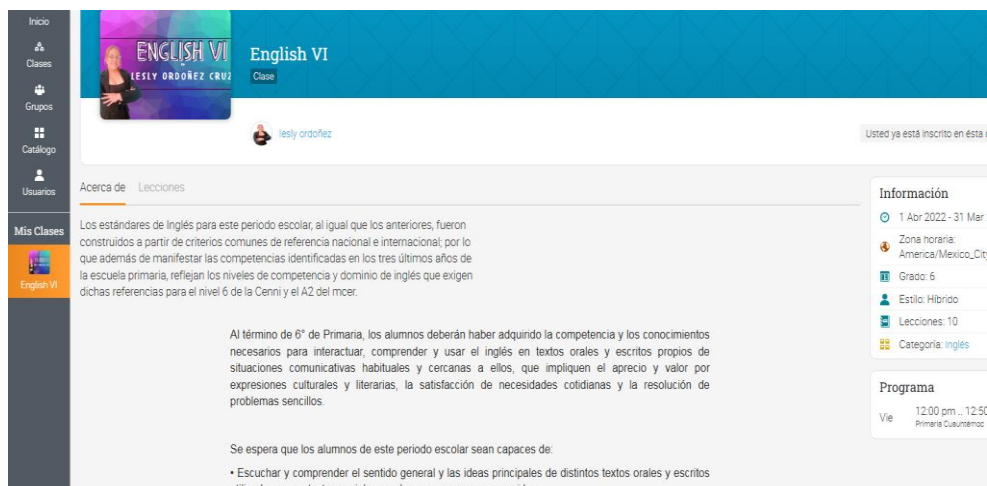 Inicio
Clases
Grupos
Catálogo
Usuarios
Mis Clases
English VI
ENGLISH VI
LESLY ORDOÑEZ CRUZ
English VI
Clase
lesly ordoñez
Usted ya está inscrito en ésta
Acerca de Lecciones
Los estándares de Inglés para este periodo escolar, al igual que los anteriores, fueron
construidos a partir de criterios comunes de referencia nacional e internacional; por lo
que además de manifestar las competencias identificadas en los tres últimos años de
la escuela primaria, reflejan los niveles de competencia y dominio de inglés que exigen
dichas referencias para el nivel 6 de la Cenni y el A2 del mcer.
Al término de 6° de Primaria, los alumnos deberán haber adquirido la competencia y los conocimientos
necesarios para interactuar, comprender y usar el inglés en textos orales y escritos propios de
situaciones comunicativas habituales y cercanas a ellos, que impliquen el aprecio y valor por
expresiones culturales y literarias, la satisfacción de necesidades cotidianas y la resolución de
problemas sencillos.
Se espera que los alumnos de este periodo escolar sean capaces de:
• Escuchar y comprender el sentido general y las ideas principales de distintos textos orales y escritos
Información
1 Abr 2022 - 31 Mar
Zona horaria:
America/Mexico_City
Grado: 6
Estilo: Híbrido
Lecciones: 10
Categoría: Inglés
Programa
Vie 12:00 pm .. 12:50
Primaria Cuauhtémoc